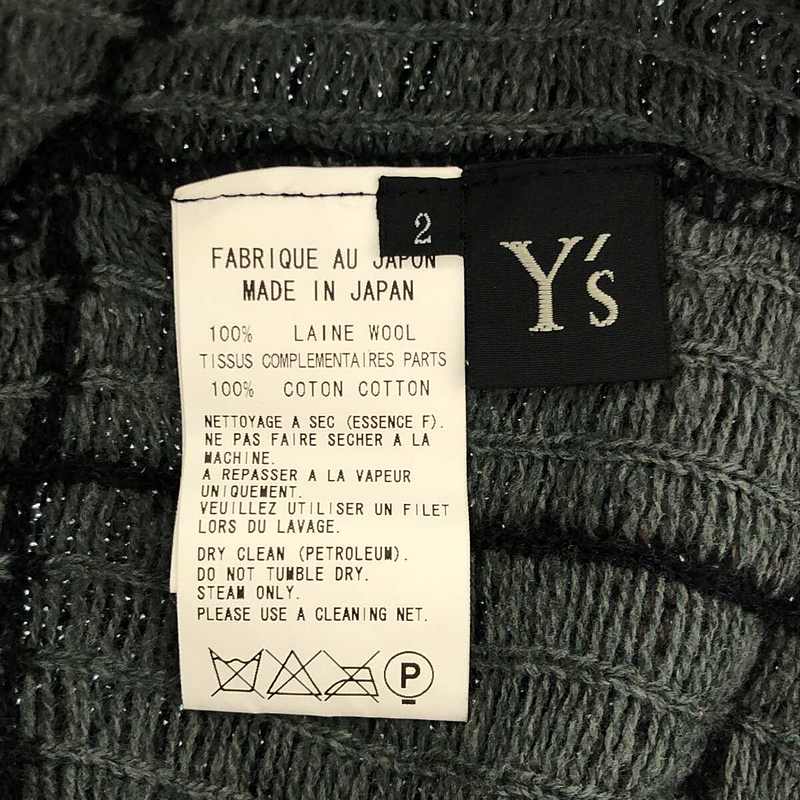 2
Y's
FABRIQUE AU JAPON
MADE IN JAPAN
100% LAINE WOOL
TISSUS COMPLEMENTAIRES PARTS
100% COTON COTTON
NETTOYAGE A SEC (ESSENCE F).
NE PAS FAIRE SECHER A LA
MACHINE.
A REPASSER A LA VAPEUR
UNIQUEMENT.
VEUILLEZ UTILISER UN FILET
LORS DU LAVAGE.
DRY CLEAN (PETROLEUM).
DO NOT TUMBLE DRY.
STEAM ONLY.
PLEASE USE A CLEANING NET.
P